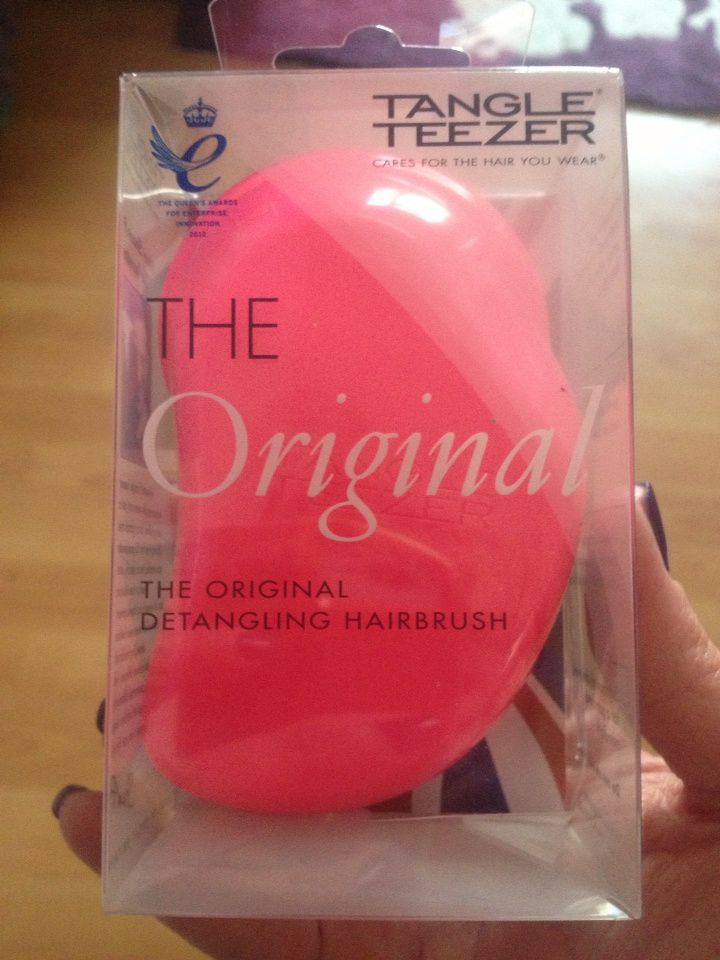 TANGLE
TEEZER®
CARES FOR THE HAIR YOU WEAR®
e
THE QUEEN'S AWARDS
FOR ENTERPRISE:
INNOVATION
2012
THE
Original
TEEZER
THE ORIGINAL
DETANGLING HAIRBRUSH